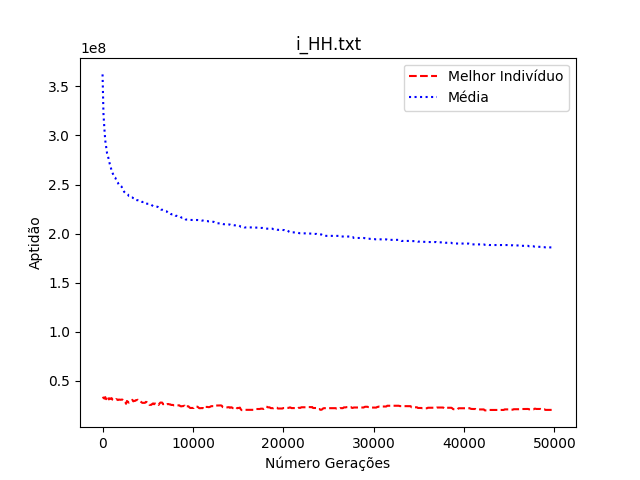 i_HH.txt
1e8
Melhor Indivíduo
Média
3.5
3.0
2.5
2.0
1.5
1.0
0.5
Aptidão
0 10000 20000 30000 40000 50000
Número Gerações